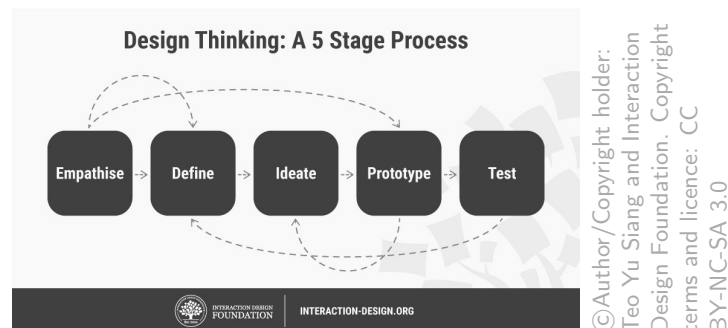 Design Thinking: A 5 Stage Process
Empathise
Define
Ideate
Prototype
Test
INTERACTION DESIGN
FOUNDATION
INTERACTION-DESIGN.ORG
©Author/Copyright holder:
Teo Yu Siang and Interaction
Design Foundation. Copyright
terms and licence: CC
BY-NC-SA 3.0